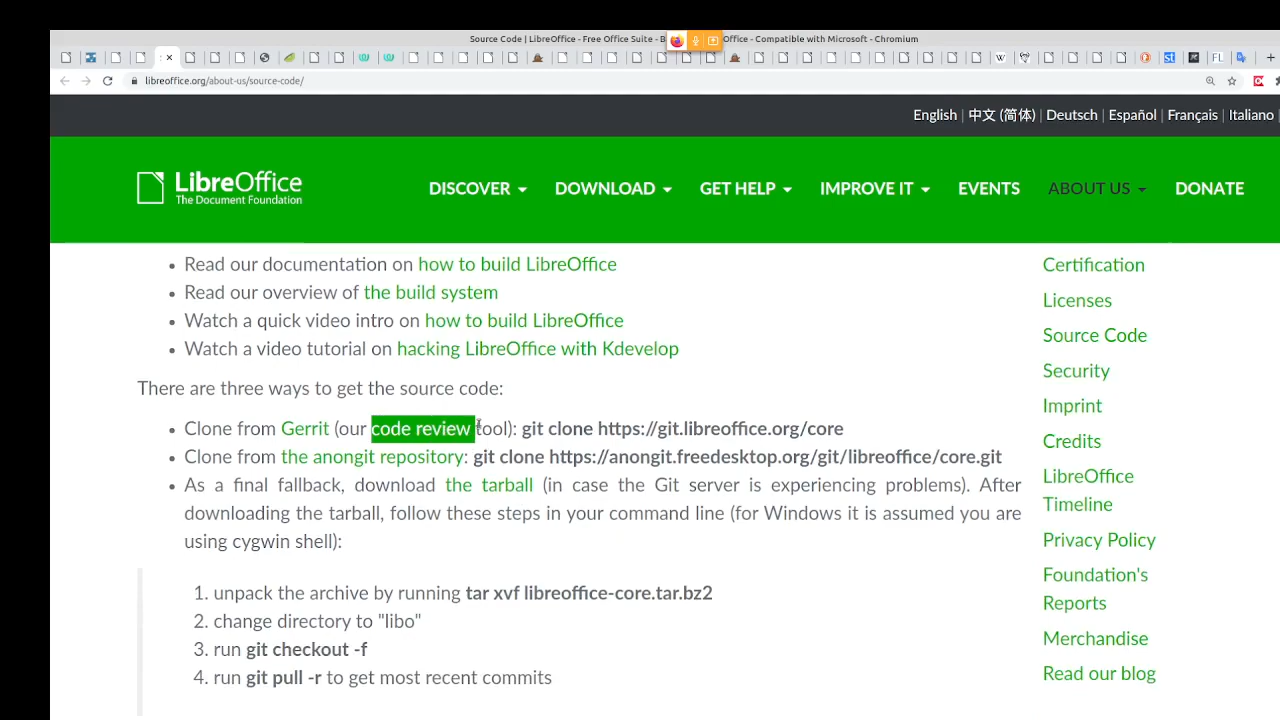 Source Code | LibreOffice - Free Office Suite - B
Office - Compatible with Microsoft - Chromium
libreoffice.org/about-us/source-code/
English | 中文 (简体) | Deutsch | Español | Français | Italiano |
LibreOffice
The Document Foundation
DISCOVER DOWNLOAD GET HELP IMPROVE IT EVENTS ABOUT US DONATE
• Read our documentation on how to build LibreOffice
• Read our overview of the build system
• Watch a quick video intro on how to build LibreOffice
• Watch a video tutorial on hacking LibreOffice with Kdevelop
There are three ways to get the source code:
• Clone from Gerrit (our code review tool): git clone https://git.libreoffice.org/core
• Clone from the anongit repository: git clone https://anongit.freedesktop.org/git/libreoffice/core.git
• As a final fallback, download the tarball (in case the Git server is experiencing problems). After
downloading the tarball, follow these steps in your command line (for Windows it is assumed you are
using cygwin shell):
1. unpack the archive by running tar xvf libreoffice-core.tar.bz2
2. change directory to "libo"
3. run git checkout -f
4. run git pull -r to get most recent commits
Certification
Licenses
Source Code
Security
Imprint
Credits
LibreOffice
Timeline
Privacy Policy
Foundation's
Reports
Merchandise
Read our blog